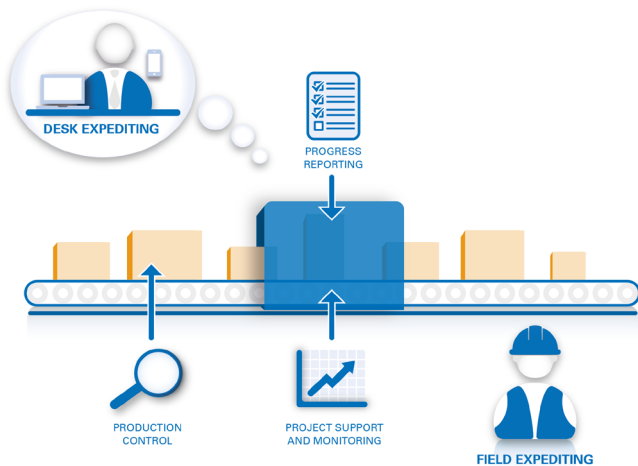 DESK EXPEDITING
PROGRESS
REPORTING
PRODUCTION
CONTROL
PROJECT SUPPORT
AND MONITORING
FIELD EXPEDITING